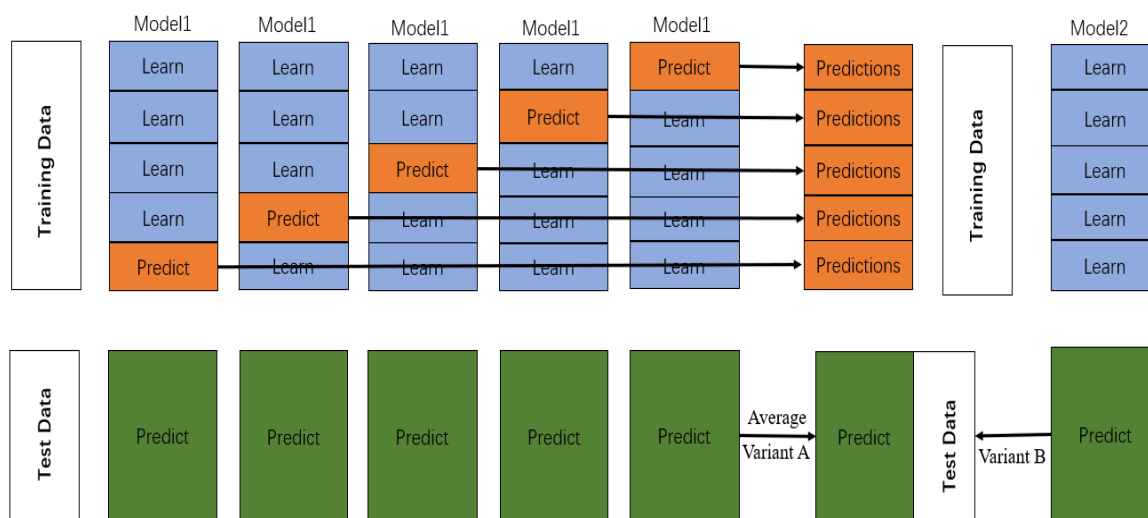 Model1 Model1 Model1 Model1 Model1 Model2
Training Data
Learn Learn Learn Learn Predict Predictions Learn
Learn Learn Learn Predict Learn Predictions Learn
Learn Learn Predict Learn Learn Predictions Learn
Learn Predict Learn Learn Learn Predictions Learn
Predict Learn Learn Learn Learn Predictions Learn
Training Data
Test Data
Predict Predict Predict Predict Predict
Average
Variant A
Predict
Test Data
Variant B
Predict